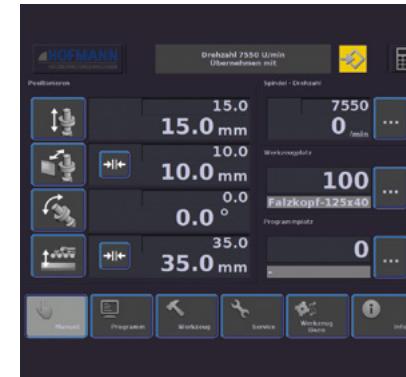 HOFMANN
Drehzahl 7550 U/min
Übernehmen mit
Positionieren
15.0
15.0 mm
10.0
10.0 mm
0.0
0.0 °
35.0
35.0 mm
Spindel - Drehzahl
7550
0 /min
...
Werkzeugplatz
100
Falzkopf-125x40
...
Programmplatz
0
-
...
Manuell
Programm
Werkzeug
Service
Werkzeug
Info